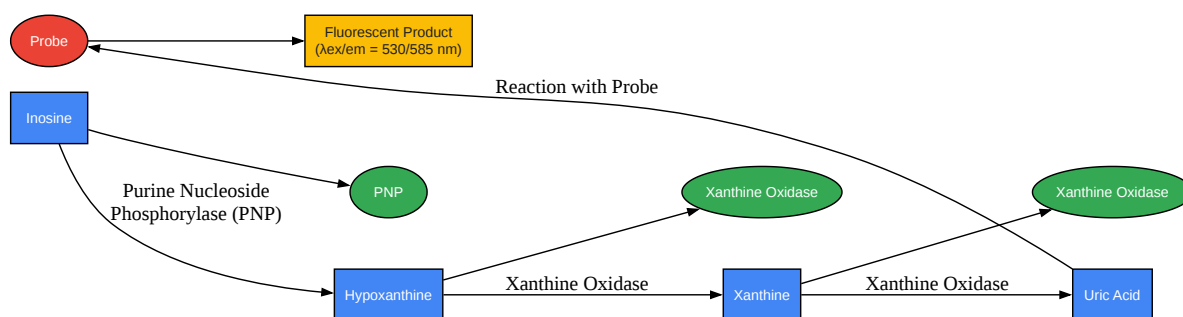 Probe
Fluorescent Product
(λex/em = 530/585 nm)
Reaction with Probe
Inosine
Purine Nucleoside
Phosphorylase (PNP)
PNP
Xanthine Oxidase
Xanthine Oxidase
Hypoxanthine
Xanthine Oxidase
Xanthine
Xanthine Oxidase
Uric Acid